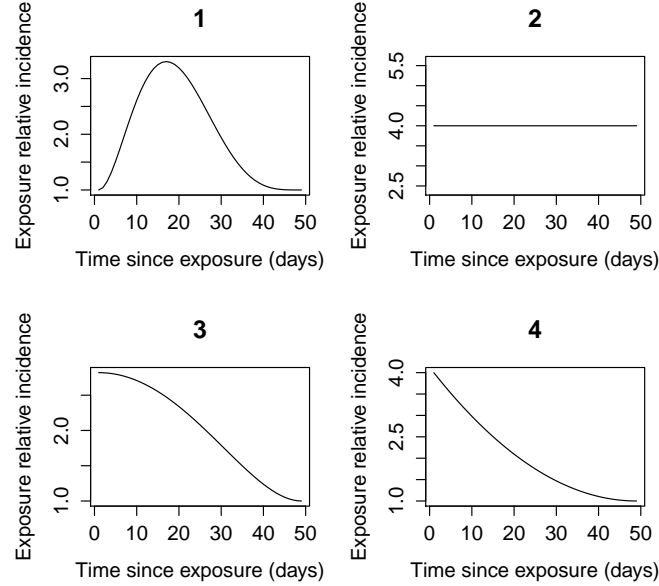 1
Exposure relative incidence
1.0 2.0 3.0
0 10 20 30 40 50
Time since exposure (days)
2
Exposure relative incidence
2.5 4.0 5.5
0 10 20 30 40 50
Time since exposure (days)
3
Exposure relative incidence
1.0 2.0
0 10 20 30 40 50
Time since exposure (days)
4
Exposure relative incidence
1.0 2.5 4.0
0 10 20 30 40 50
Time since exposure (days)